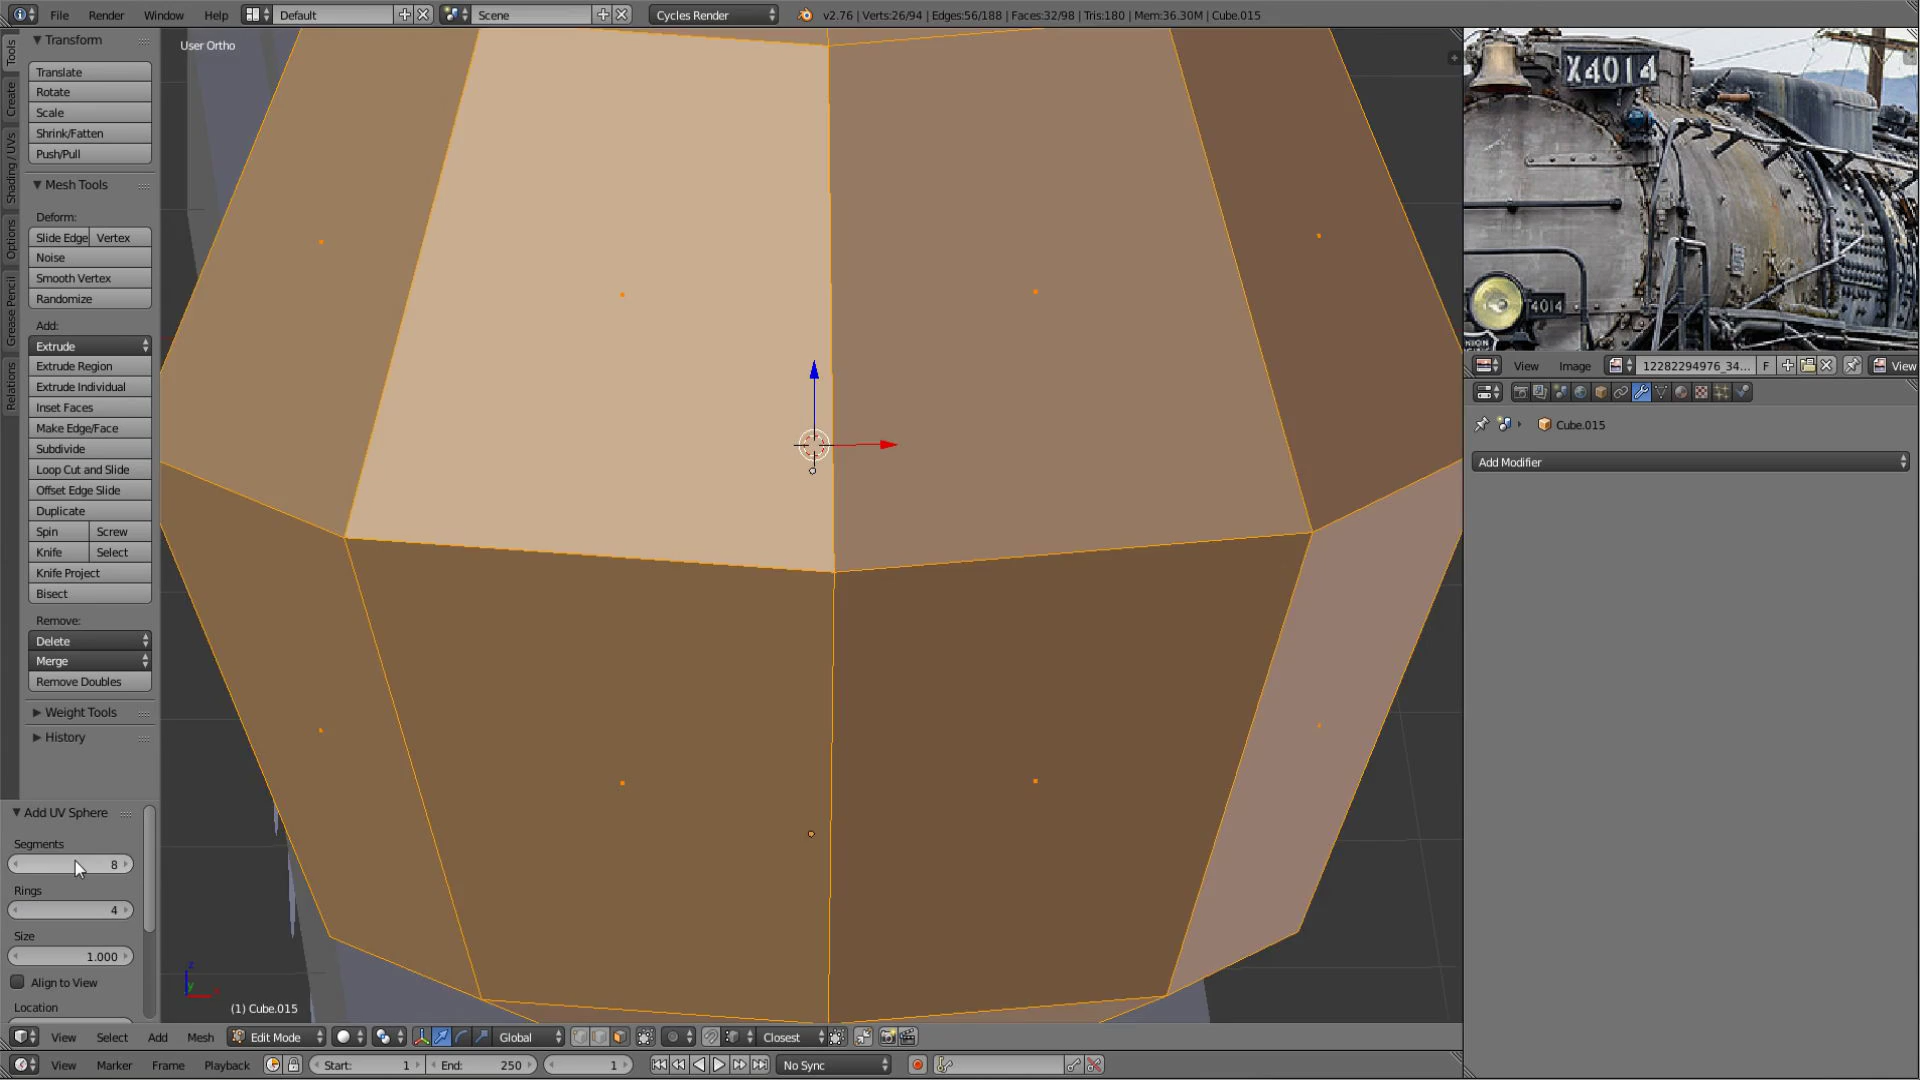 File Render Window Help Default Scene Cycles Render v2.76 | Verts:26/94 | Edges:56/188 | Faces:32/98 | Tris:180 | Mem:36.30M | Cube.015
Tools
Create
Shading / UVs
Options
Grease Pencil
Relations
Transform
Translate
Rotate
Scale
Shrink/Fatten
Push/Pull
Mesh Tools
Deform:
Slide Edge Vertex
Noise
Smooth Vertex
Randomize
Add:
Extrude
Extrude Region
Extrude Individual
Inset Faces
Make Edge/Face
Subdivide
Loop Cut and Slide
Offset Edge Slide
Duplicate
Spin Screw
Knife Select
Knife Project
Bisect
Remove:
Delete
Merge
Remove Doubles
Weight Tools
History
Add UV Sphere
Segments
8
Rings
4
Size
1.000
Align to View
Location
User Ortho
z
y
(1) Cube.015
X4014
4014
View Image 12282294976_34... F View
Cube.015
Add Modifier
View Select Add Mesh Edit Mode Global Closest
View Marker Frame Playback Start: 1 End: 250 1 No Sync